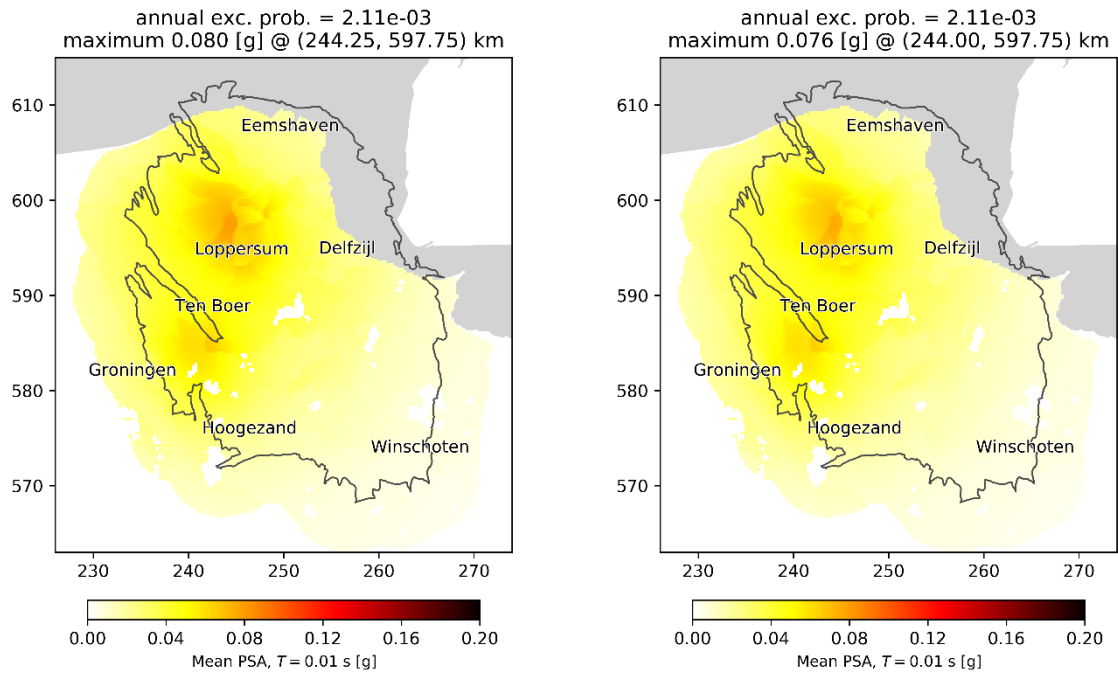 annual exc. prob. = 2.11e-03
maximum 0.080 [g] @ (244.25, 597.75) km
610
600
590
580
570
Eemshaven
Loppersum
Delfzijl
Ten Boer
Groningen
Hoogezand
Winschoten
230 240 250 260 270
0.00 0.04 0.08 0.12 0.16 0.20
Mean PSA, T = 0.01 s [g]
annual exc. prob. = 2.11e-03
maximum 0.076 [g] @ (244.00, 597.75) km
610
600
590
580
570
Eemshaven
Loppersum
Delfzijl
Ten Boer
Groningen
Hoogezand
Winschoten
230 240 250 260 270
0.00 0.04 0.08 0.12 0.16 0.20
Mean PSA, T = 0.01 s [g]